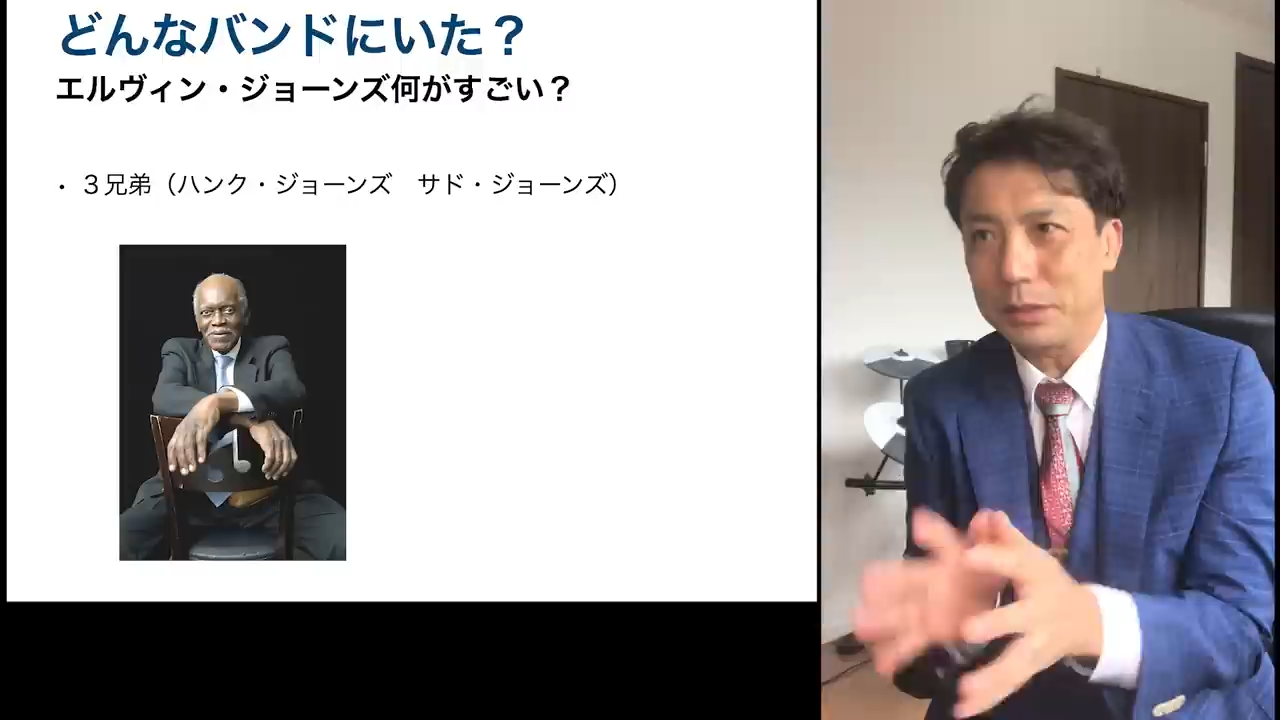 どんなバンドにいた？
エルヴィン・ジョーンズ何がすごい？
・３兄弟（ハンク・ジョーンズ　サド・ジョーンズ）